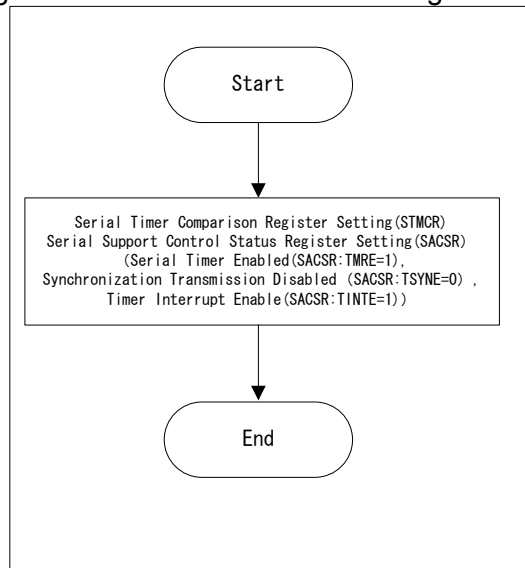 Start
Serial Timer Comparison Register Setting(STMCR)
Serial Support Control Status Register Setting(SACSR)
(Serial Timer Enabled(SACSR:TMRE=1),
Synchronization Transmission Disabled (SACSR:TSYNE=0) ,
Timer Interrupt Enable(SACSR:TINTE=1))
End